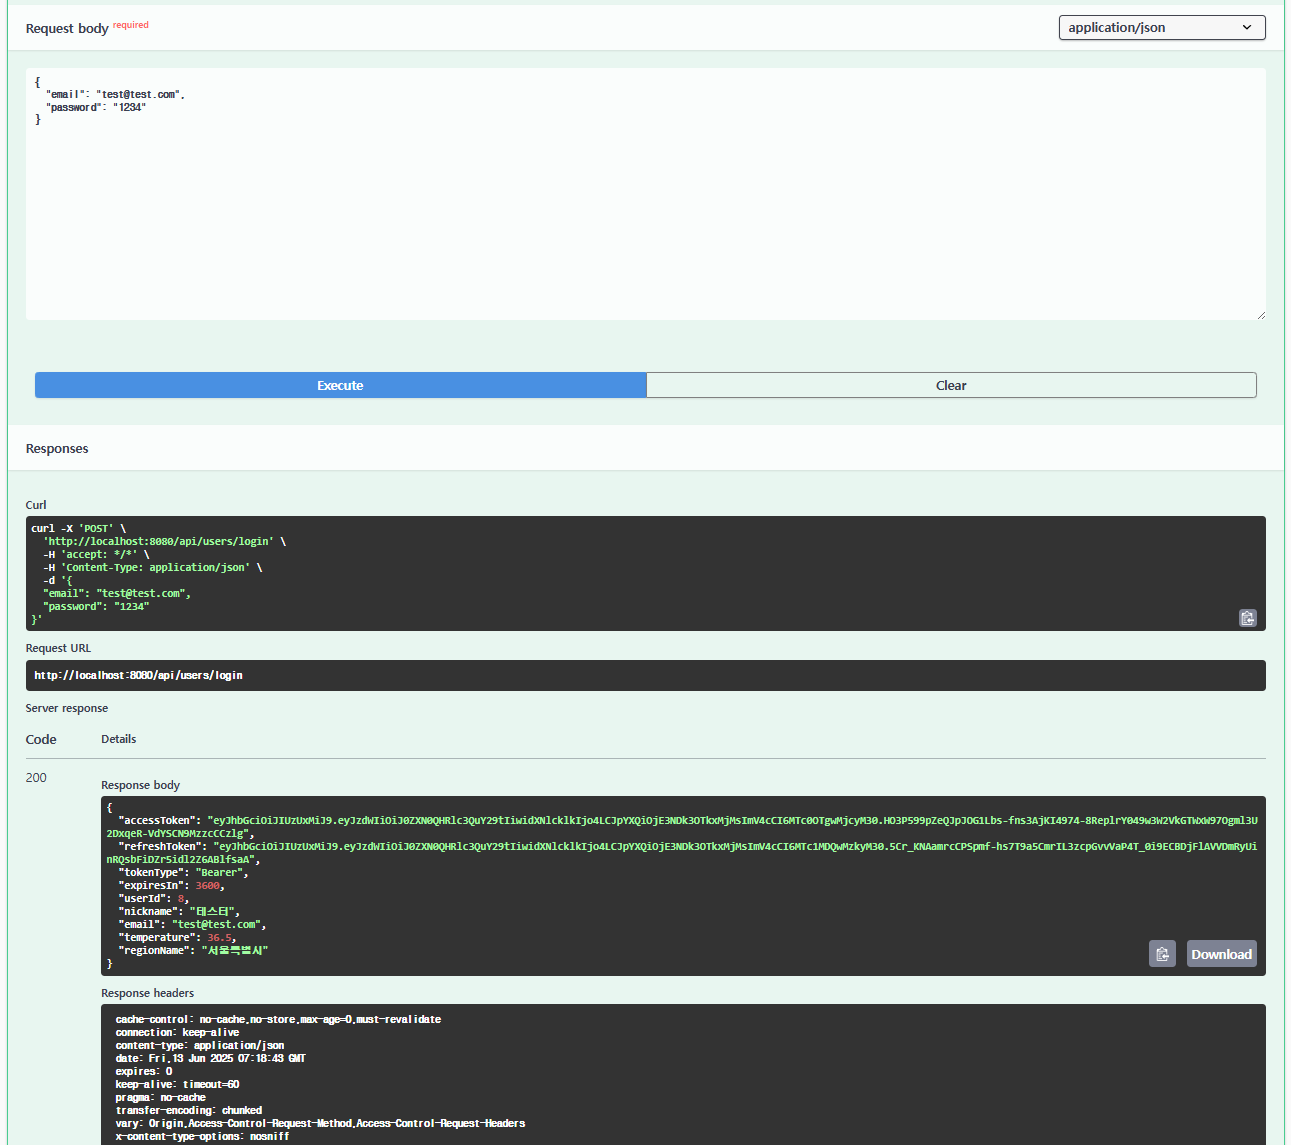 Request body required
application/json
{
  "email": "test@test.com",
  "password": "1234"
}
Execute
Clear
Responses
Curl
curl -X 'POST' \
  'http://localhost:8080/api/users/login' \
  -H 'accept: */*' \
  -H 'Content-Type: application/json' \
  -d '{
  "email": "test@test.com",
  "password": "1234"
}'
Request URL
http://localhost:8080/api/users/login
Server response
Code
Details
200
Response body
{
  "accessToken": "eyJhbGciOiJIUzUxMiJ9.eyJzdWIiOiJ0ZXN0QHRlc3QuY29tIiwidXNlcklkIjo4LCJpYXQiOjE3NDk3OTkxMjMsImV4cCI6MTc0OTgwMjcyM30.HO3P599pZeQJpJOG1Lbs-fns3AjKI4974-8ReplrY049w3W2VkGTWxW97Ogml3U
2DxqeR-VdYSCN9MzzcCCzlg",
  "refreshToken": "eyJhbGciOiJIUzUxMiJ9.eyJzdWIiOiJ0ZXN0QHRlc3QuY29tIiwidXNlcklkIjo4LCJpYXQiOjE3NDk3OTkxMjMsImV4cCI6MTc1MDQwMzkyM30.5Cr_KNAamrcCPSpmf-hs7T9a5CmrIL3zcpGvvVaP4T_0i9ECBDjFlAVVDmRyUi
nRQsbFiDZr5idl2Z6ABlfsaA",
  "tokenType": "Bearer",
  "expiresIn": 3600,
  "userId": 8,
  "nickname": "테스터",
  "email": "test@test.com",
  "temperature": 36.5,
  "regionName": "서울특별시"
}
Download
Response headers
cache-control: no-cache,no-store,max-age=0,must-revalidate
connection: keep-alive
content-type: application/json
date: Fri,13 Jun 2025 07:18:43 GMT
expires: 0
keep-alive: timeout=60
pragma: no-cache
transfer-encoding: chunked
vary: Origin,Access-Control-Request-Method,Access-Control-Request-Headers
x-content-type-options: nosniff